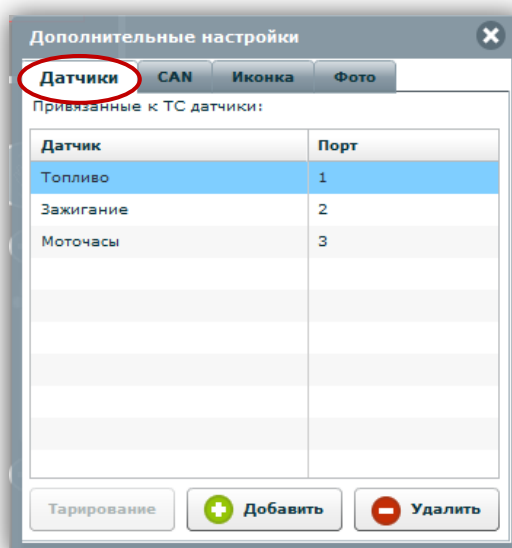 Дополнительные настройки
Датчики CAN Иконка Фото
Привязанные к ТС датчики:
Датчик Порт
Топливо 1
Зажигание 2
Моточасы 3
Тарирование Добавить Удалить